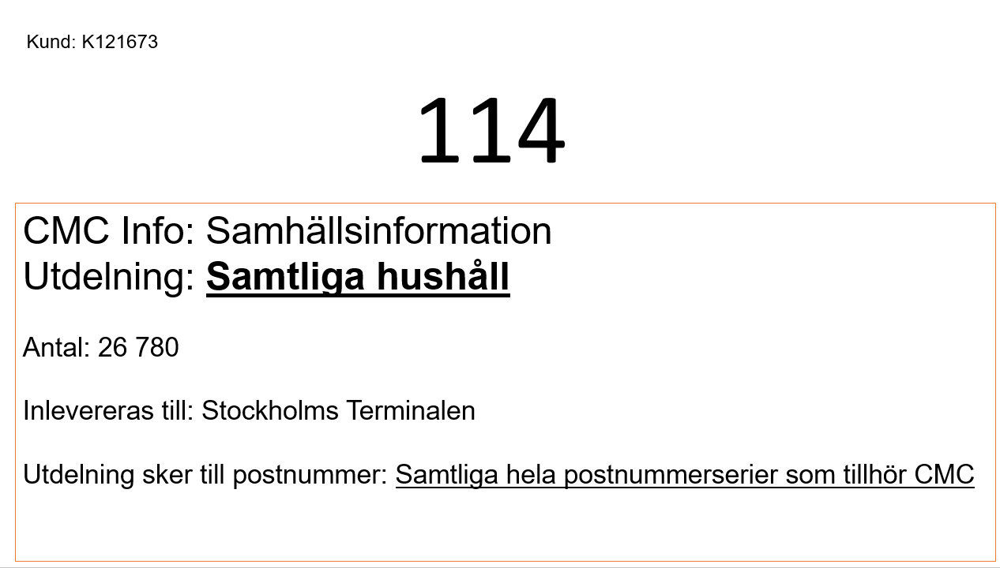 Kund: K121673
114
CMC Info: Samhällsinformation
Utdelning: Samtliga hushåll
Antal: 26 780
Inlevereras till: Stockholms Terminalen
Utdelning sker till postnummer: Samtliga hela postnummerserier som tillhör CMC